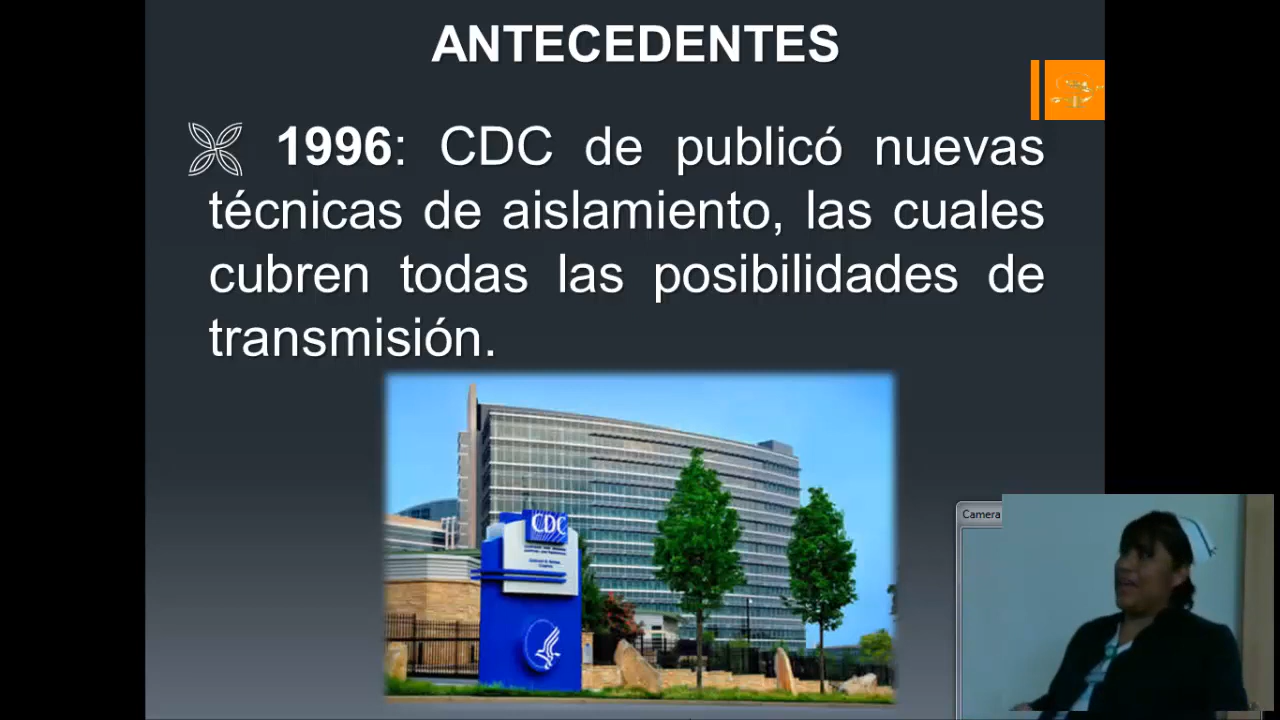 ANTECEDENTES
1996: CDC de publicó nuevas
técnicas de aislamiento, las cuales
cubren todas las posibilidades de
transmisión.
CDC
Camera